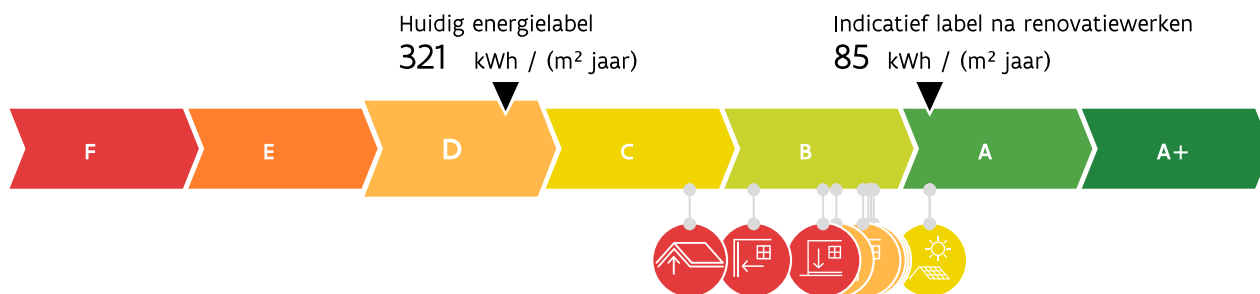 Huidig energielabel
321 kWh / (m² jaar)
Indicatief label na renovatiewerken
85 kWh / (m² jaar)
F E D C B A A+